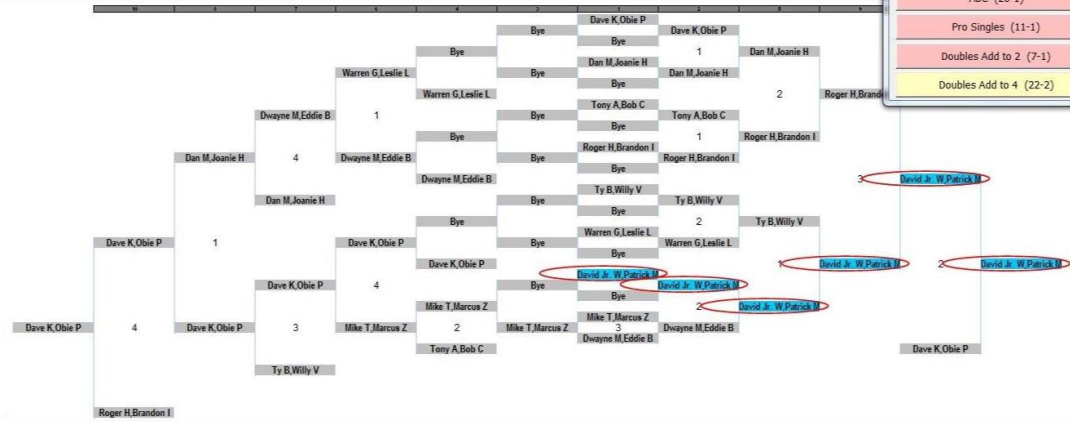 Pro Singles (11-1)
Doubles Add to 2 (7-1)
Doubles Add to 4 (22-2)
Dave K,Obie P
Bye
Dave K,Obie P
Bye
Bye
1
Dan M,Joanie H
Dan M,Joanie H
Warren G,Leslie L
Bye
Dan M,Joanie H
Bye
Warren G,Leslie L
2
Roger H,Brandon I
Tony A,Bob C
Dwayne M,Eddie B
1
Bye
Tony A,Bob C
Bye
Bye
1
Roger H,Brandon I
Roger H,Brandon I
Dan M,Joanie H
4
Dwayne M,Eddie B
Bye
Roger H,Brandon I
Bye
Dwayne M,Eddie B
3
David Jr. W,Patrick M
Ty B,Willy V
Dan M,Joanie H
Bye
Ty B,Willy V
Bye
Bye
2
Ty B,Willy V
Warren G,Leslie L
Dave K,Obie P
1
Dave K,Obie P
Bye
Warren G,Leslie L
Bye
Dave K,Obie P
1
David Jr. W,Patrick M
2
David Jr. W,Patrick M
David Jr. W,Patrick M
Dave K,Obie P
4
Bye
David Jr. W,Patrick M
Bye
Mike T,Marcus Z
2
David Jr. W,Patrick M
Mike T,Marcus Z
Dave K,Obie P
4
Dave K,Obie P
3
Mike T,Marcus Z
2
Mike T,Marcus Z
3
Dwayne M,Eddie B
Dwayne M,Eddie B
Tony A,Bob C
Dave K,Obie P
Ty B,Willy V
Roger H,Brandon I